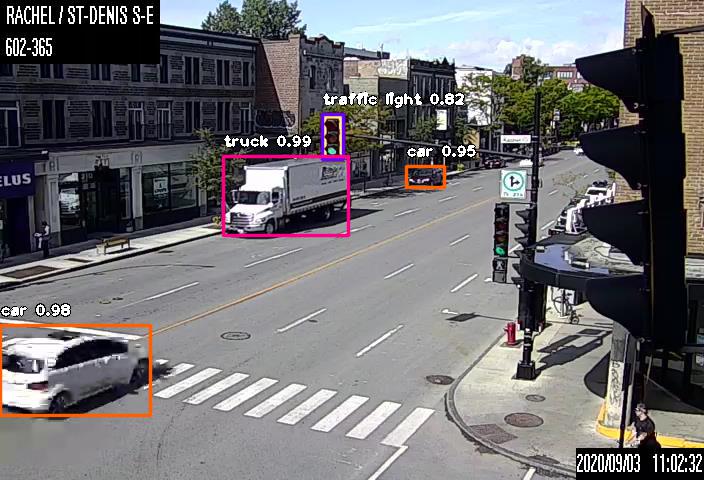 RACHEL / ST-DENIS S-E
602-365
traffic light 0.82
truck 0.99
car 0.95
ELUS
car 0.98
2020/09/03 11:02:32